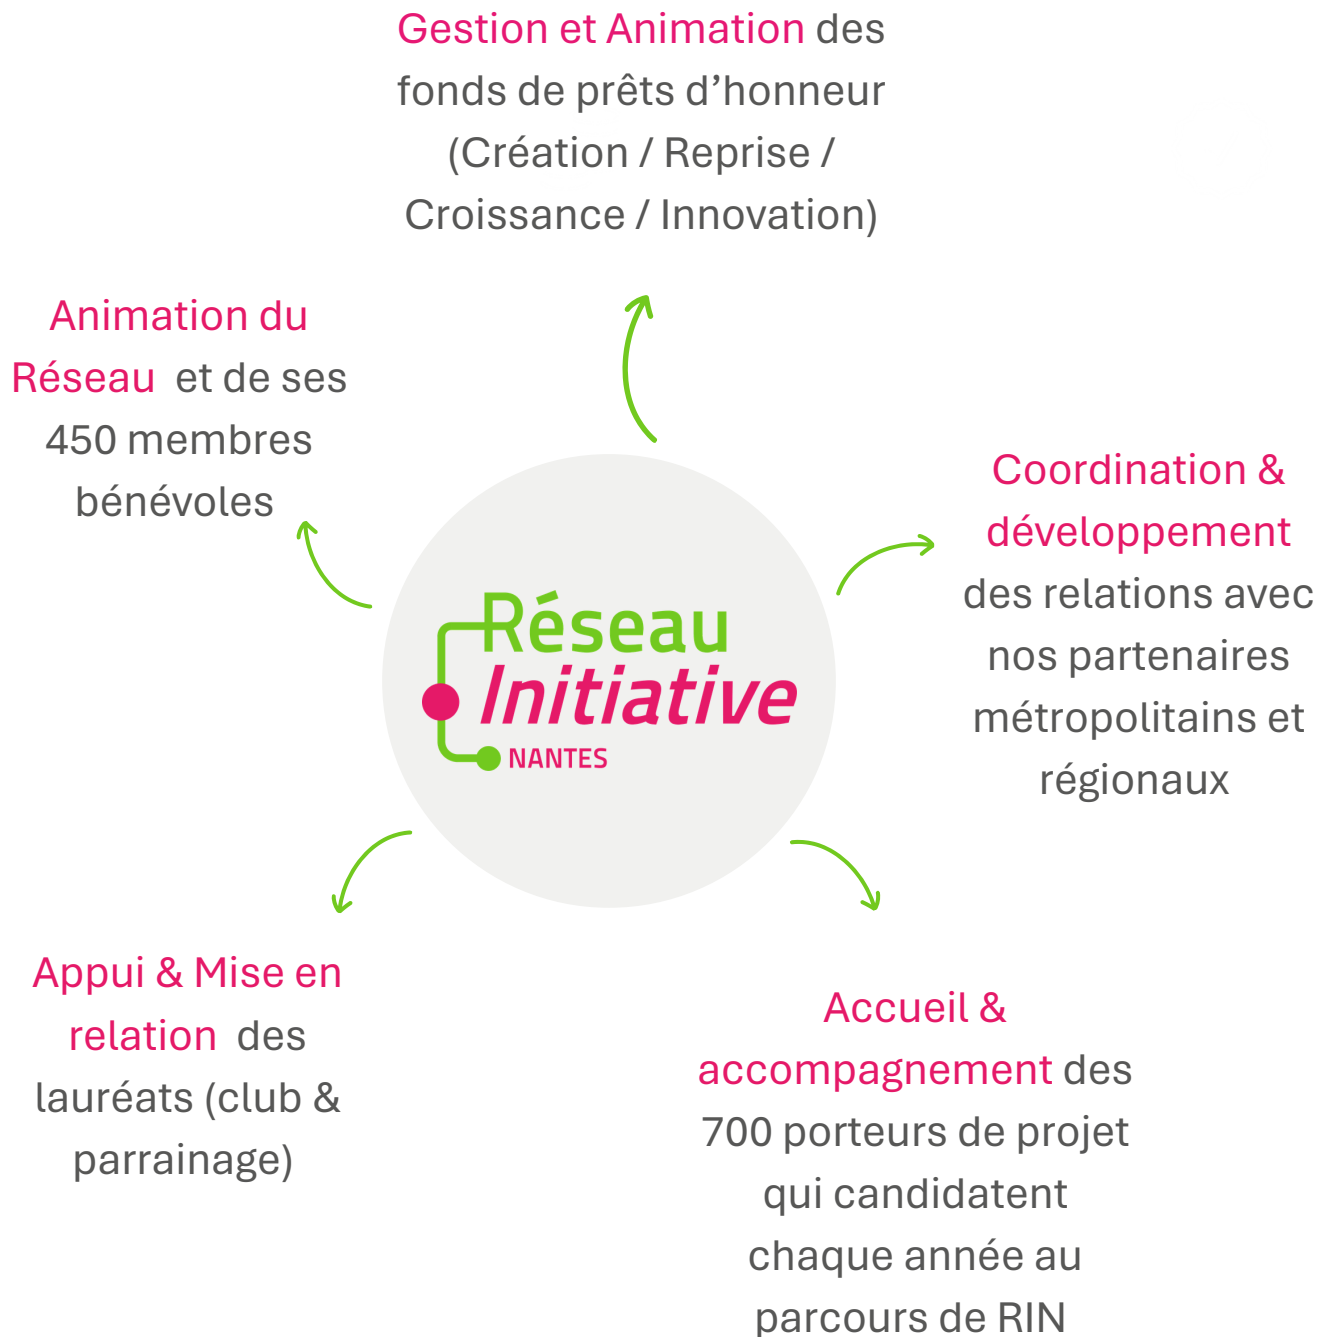 Gestion et Animation des
fonds de prêts d’honneur
(Création / Reprise /
Croissance / Innovation)
Animation du
Réseau et de ses
450 membres
bénévoles
Coordination &
développement
des relations avec
nos partenaires
métropolitains et
régionaux
Réseau
Initiative
NANTES
Appui & Mise en
relation des
lauréats (club &
parrainage)
Accueil &
accompagnement des
700 porteurs de projet
qui candidatent
chaque année au
parcours de RIN